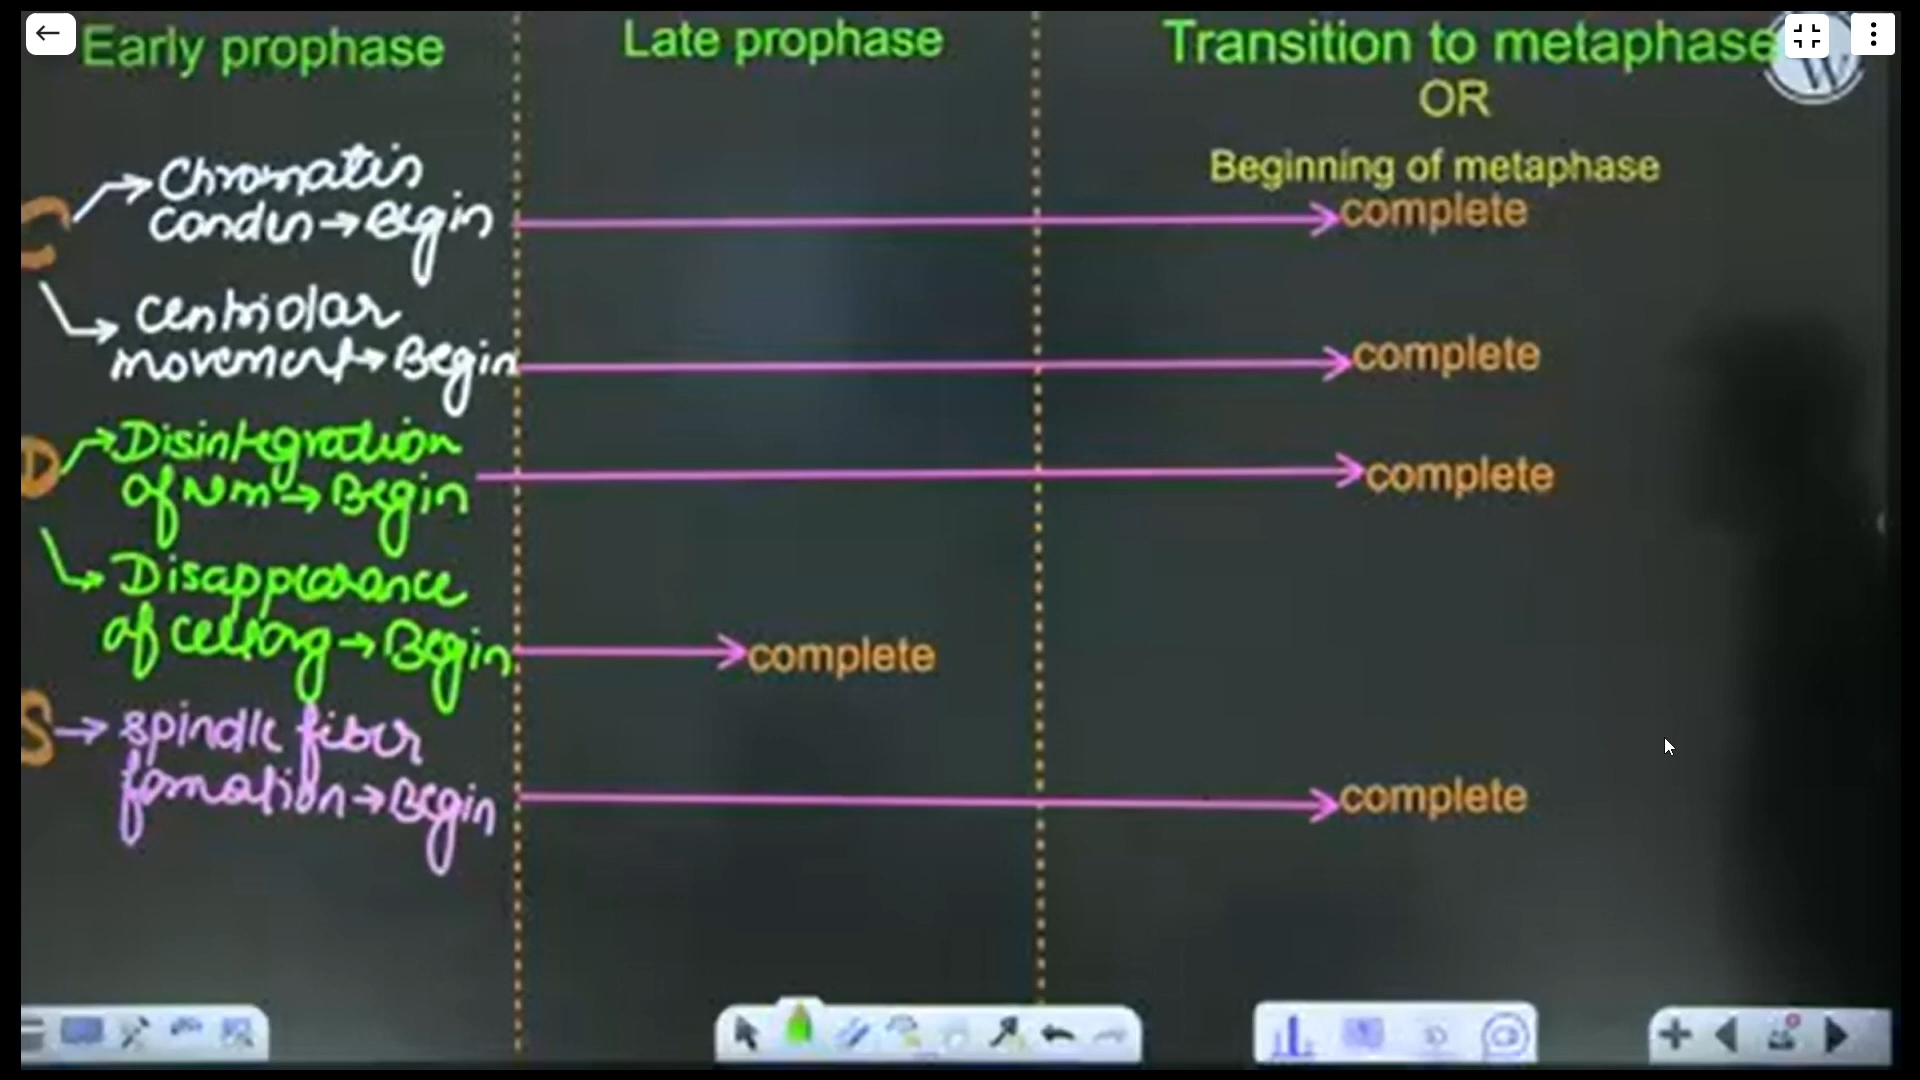 Early prophase
Late prophase
Transition to metaphase
OR
Beginning of metaphase
C
Chromatin
conden → Begin
complete
centriolar
movement → Begin
complete
D
Disintegration
of Nm → Begin
complete
Disappearance
of cell org → Begin
complete
S
spindle fiber
formation → Begin
complete
W